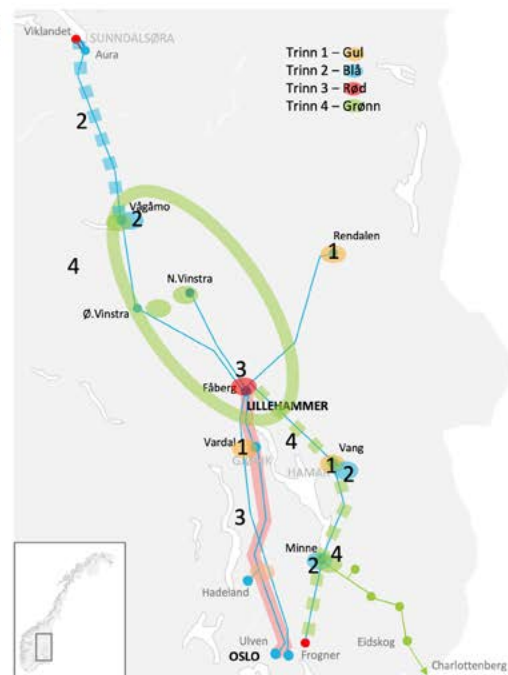 Viklandet
SUNNDALSØRA
Aura
Trinn 1 – Gul
Trinn 2 – Blå
Trinn 3 – Rød
Trinn 4 – Grønn
2
Vågåmo
2
Rendalen
1
4
N.Vinstra
Ø.Vinstra
3
Fåberg
LILLEHAMMER
4
Vardal
1
Vang
1
2
HAMA
3
Minne
4
2
Hadeland
Ulven
Eidskog
OSLO
Frogner
Charlottenberg